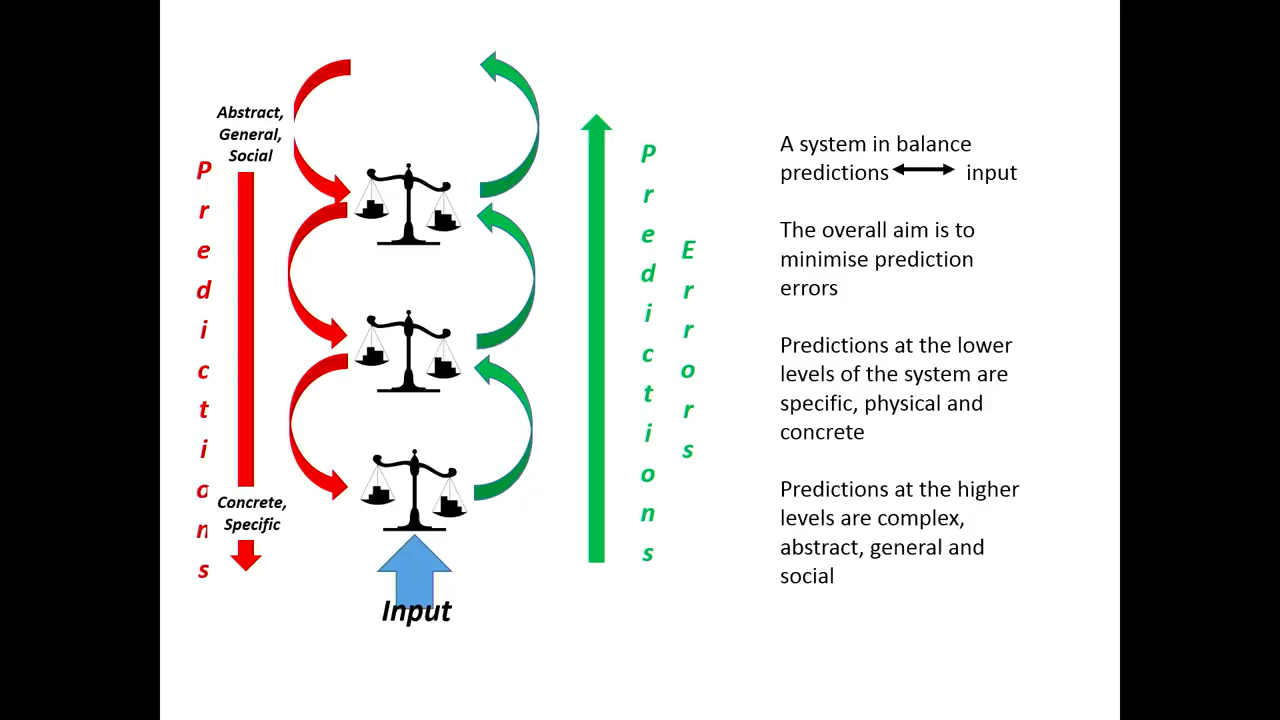 Abstract,
General,
Social
Predictions
Concrete,
Specific
Input
Predictions
Errors
A system in balance
predictions input
The overall aim is to
minimise prediction
errors
Predictions at the lower
levels of the system are
specific, physical and
concrete
Predictions at the higher
levels are complex,
abstract, general and
social